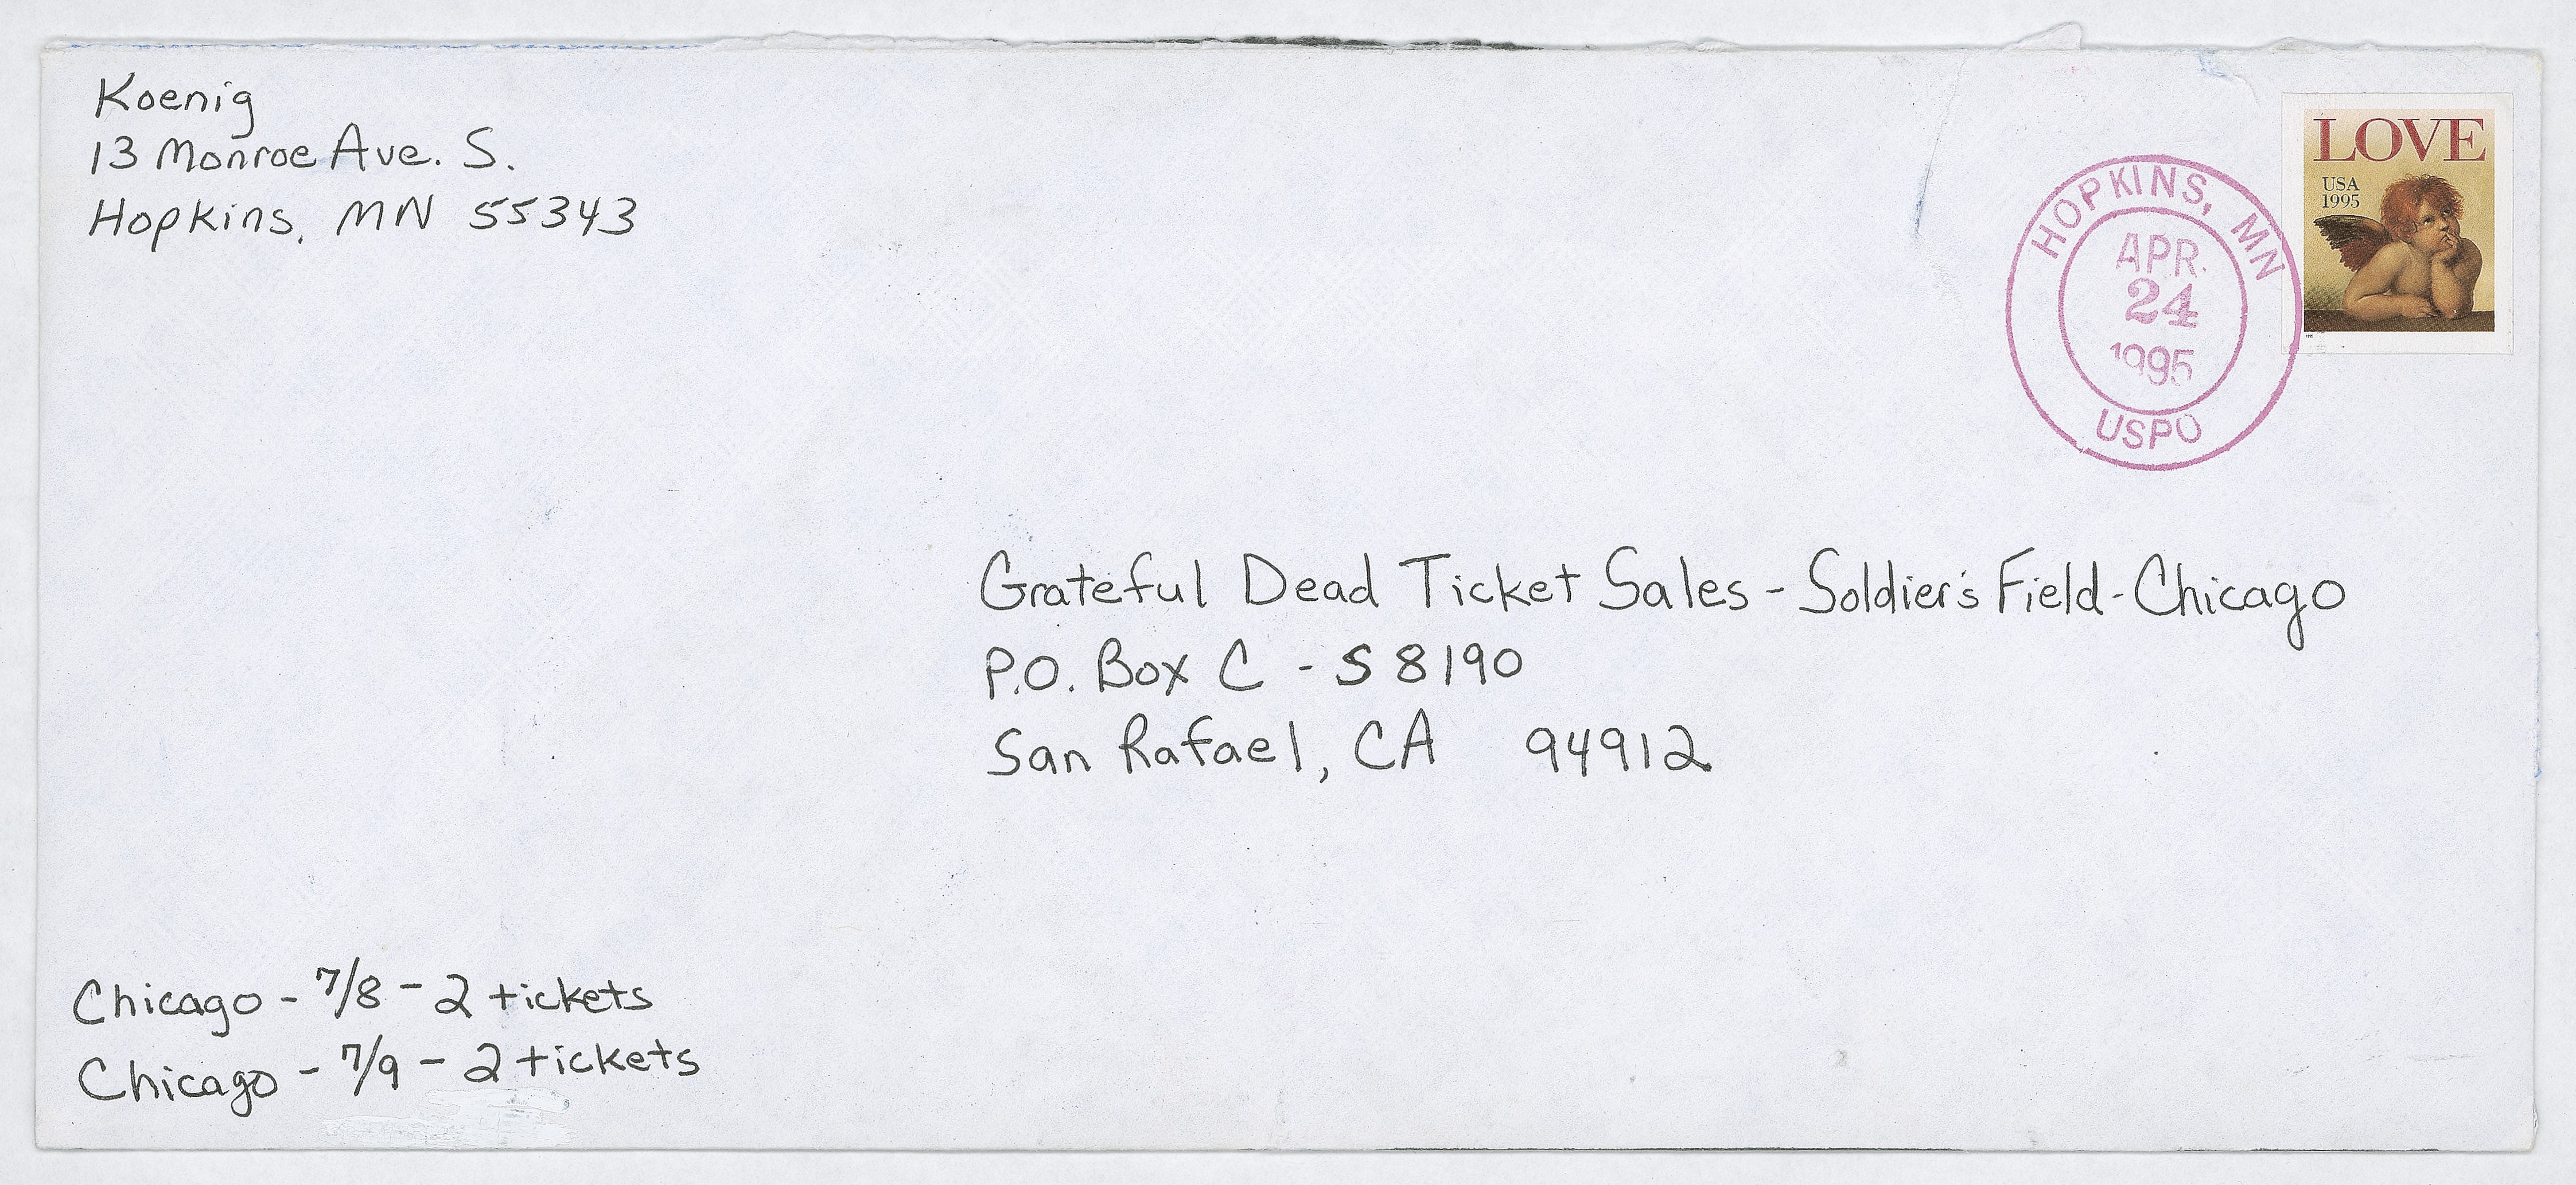 Koenig
13 Monroe Ave. S.
Hopkins, MN 55343
LOVE
USA
1995
HOPKINS, MN
APR.
24
1995
USPO
Grateful Dead Ticket Sales - Soldier's Field - Chicago
P.O. Box C - S 8190
San Rafael, CA 94912
Chicago - 7/8 - 2 tickets
Chicago - 7/9 - 2 tickets